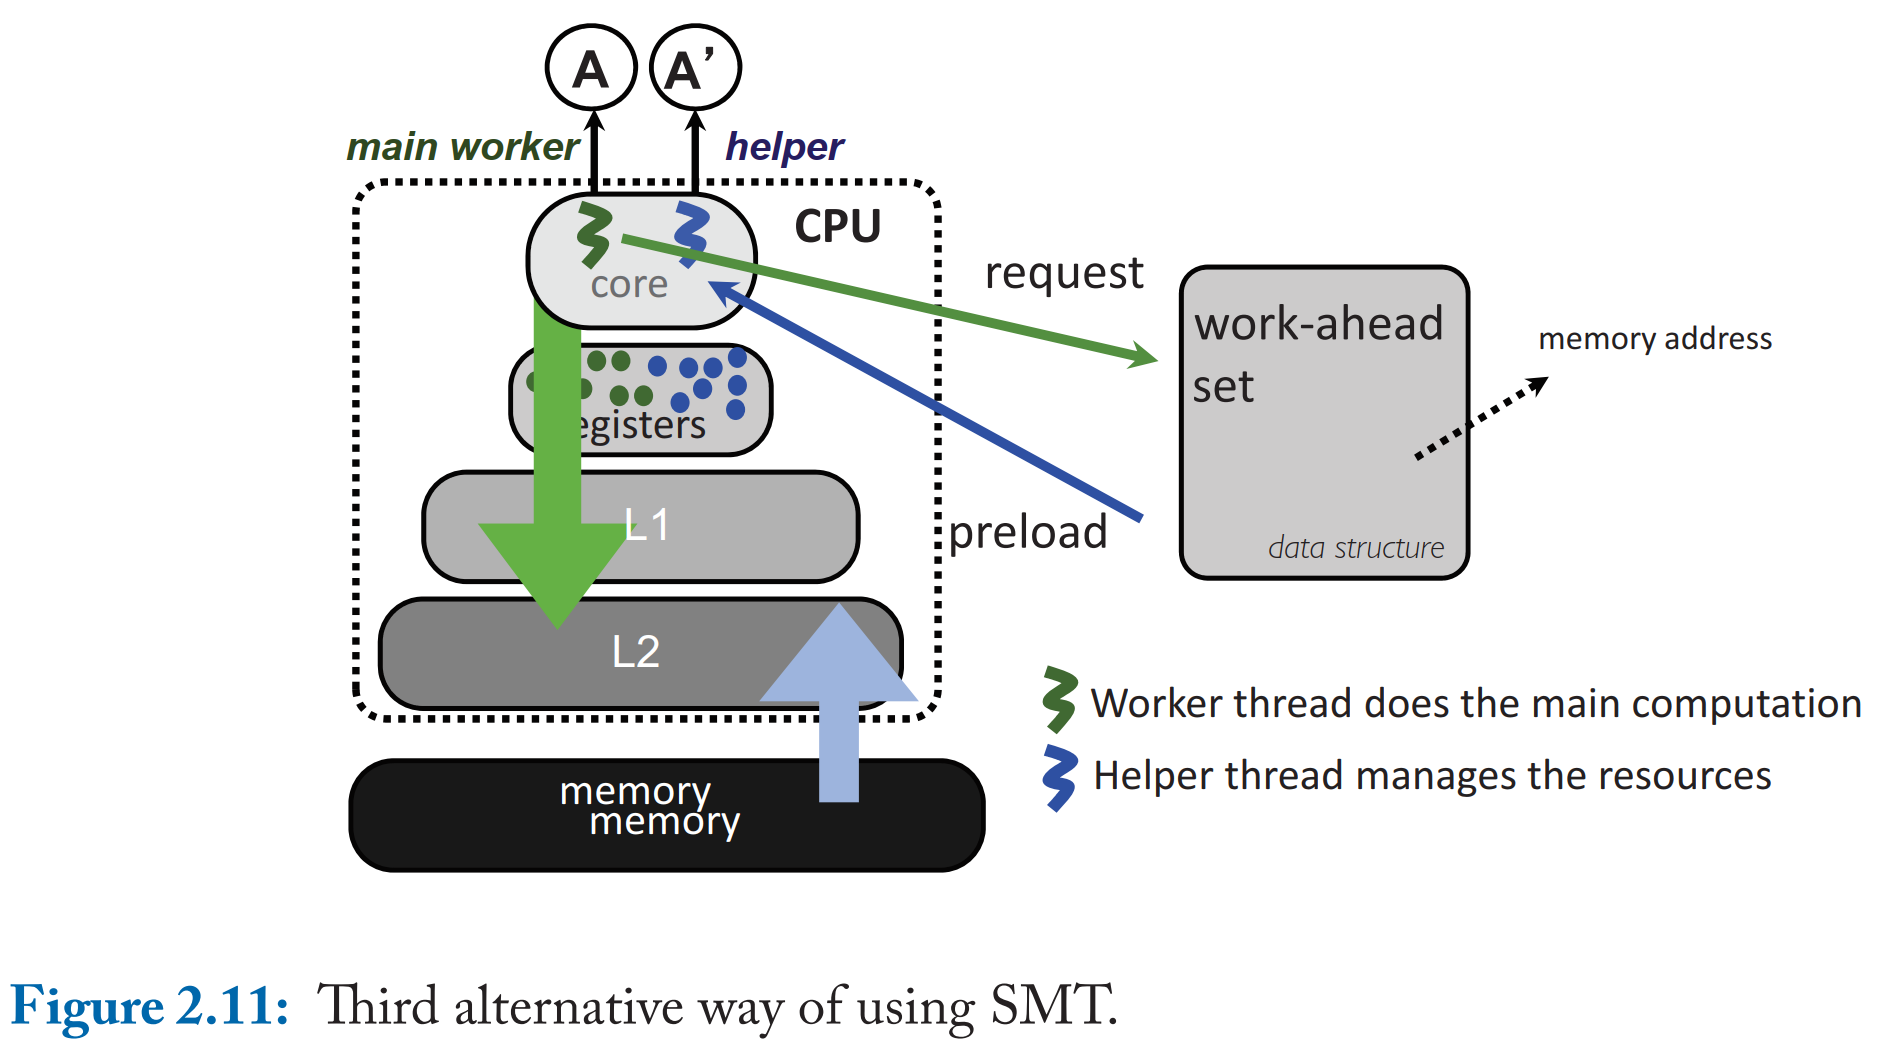 A A’
main worker helper
CPU
core
request
work-ahead
set
memory address
egisters
L1
preload
data structure
L2
Worker thread does the main computation
Helper thread manages the resources
memory
memory
Figure 2.11: Third alternative way of using SMT.